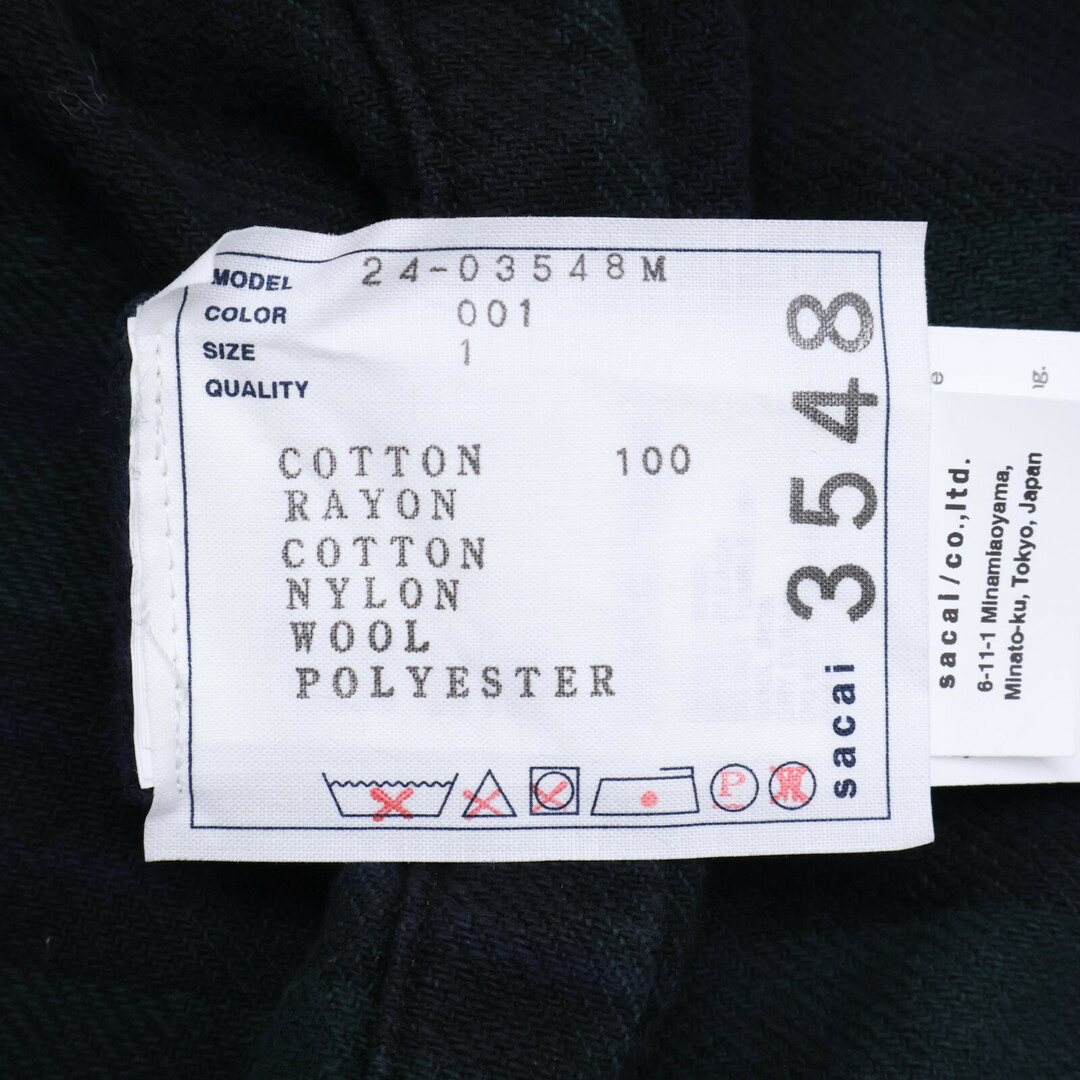 MODEL 24-03548M
COLOR 001
SIZE 1
QUALITY
COTTON 100
RAYON
COTTON
NYLON
WOOL
POLYESTER
P
W
sacai 3548
sacai/co.,ltd.
6-11-1 Minamiaoyama,
Minato-ku, Tokyo, Japan